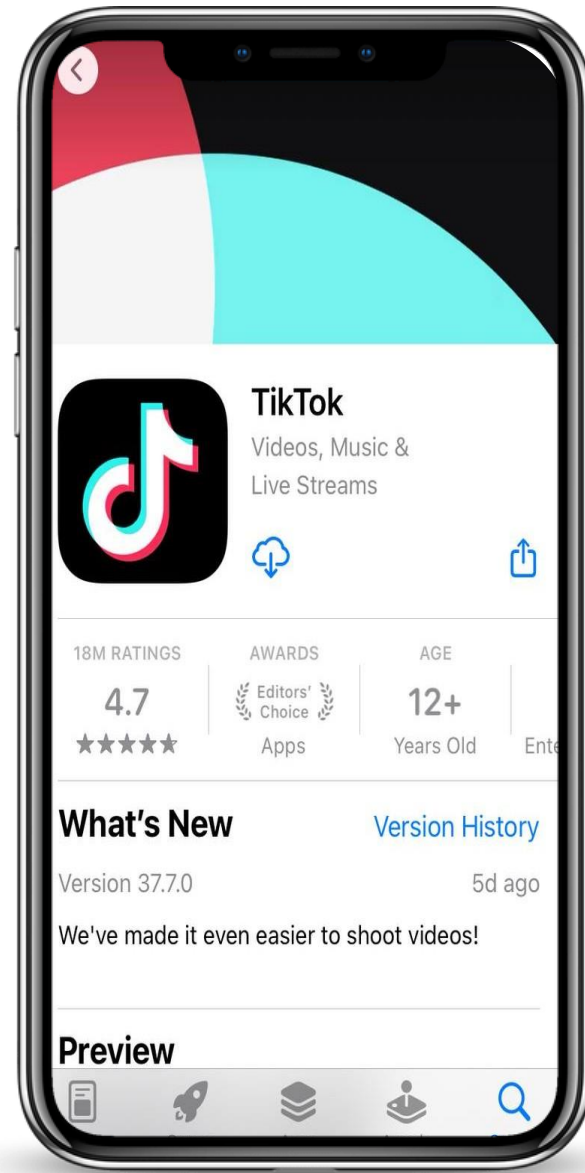 TikTok
Videos, Music &
Live Streams
18M RATINGS
AWARDS
AGE
4.7
Editors'
Choice
12+
Apps
Years Old
What's New
Version History
Version 37.7.0
5d ago
We've made it even easier to shoot videos!
Preview